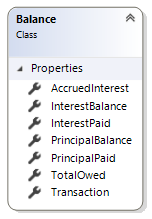 Balance
Class
Properties
AccruedInterest
InterestBalance
InterestPaid
PrincipalBalance
PrincipalPaid
TotalOwed
Transaction